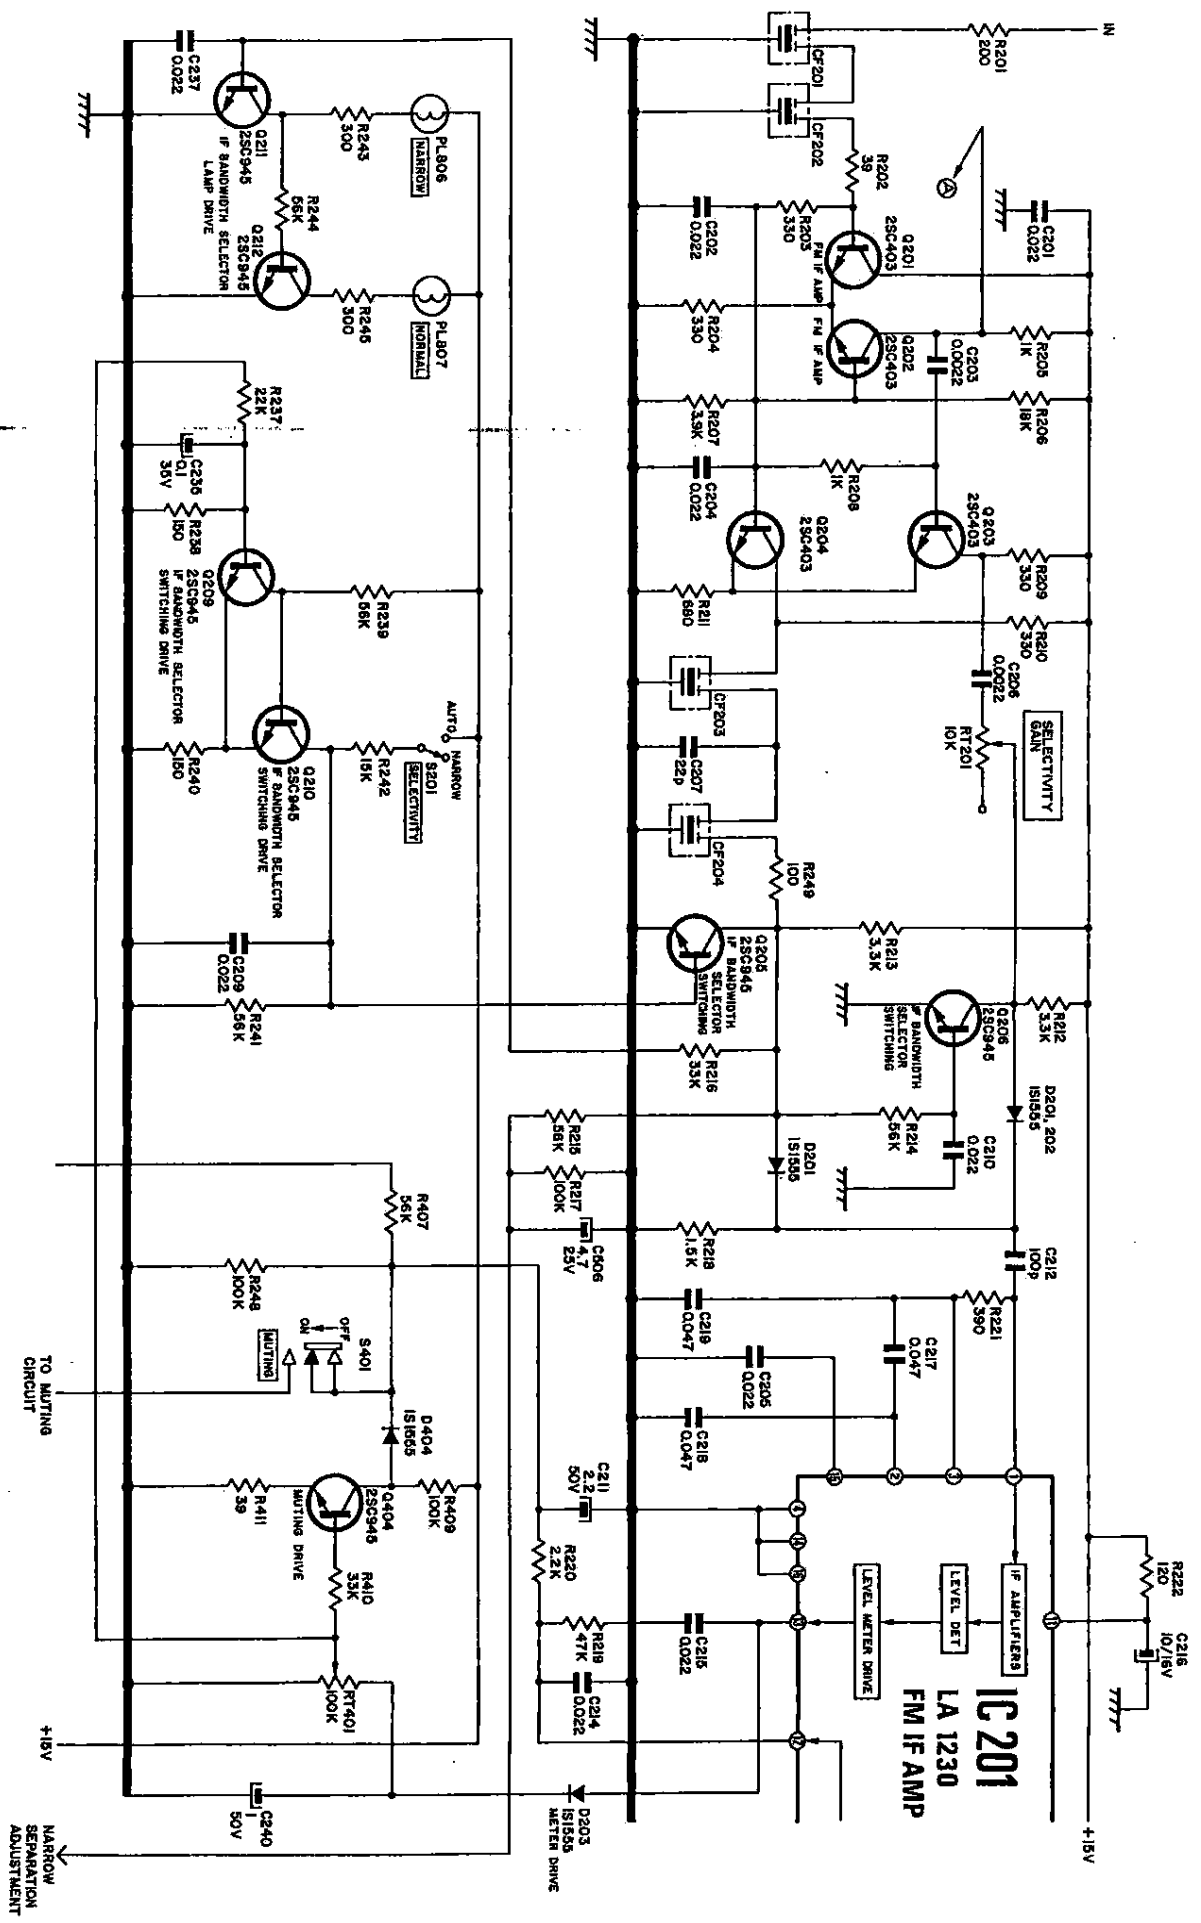 IN
R201
200
CF201
CF202
R202
39
A
C201
0.022
Q201
2SC403
FM IF AMP
R203
330
C202
0.022
R204
330
Q202
2SC403
FM IF AMP
C203
0.0022
R205
1K
R206
18K
R207
3.9K
C204
0.022
R208
1K
Q203
2SC403
Q204
2SC403
R209
330
R210
330
R211
680
C206
0.0022
RT201
10K
SELECTIVITY
GAIN
CF203
C207
22p
CF204
R249
100
Q205
2SC945
IF BANDWIDTH
SELECTOR
SWITCHING
R213
3.3K
Q206
2SC945
IF BANDWIDTH
SELECTOR
SWITCHING
R212
3.3K
D201, 202
1S1555
R216
33K
R214
56K
C210
0.022
D201
1S1555
R215
56K
R217
100K
C506
4.7
25V
R218
1.5K
C212
100p
R221
390
C219
0.047
C217
0.047
C205
0.022
C218
0.047
15
2
3
1
R222
120
C216
10/16V
+15V
11
4
14
16
13
12
IF AMPLIFIERS
LEVEL DET
LEVEL METER DRIVE
IC 201
LA 1230
FM IF AMP
C211
2.2
50V
R220
2.2K
R219
47K
C215
0.022
C214
0.022
D203
1S1555
METER DRIVE
C237
0.022
Q211
2SC945
IF BANDWIDTH SELECTOR
LAMP DRIVE
R243
300
PL806
NARROW
R244
56K
Q212
2SC945
R245
300
PL807
NORMAL
R237
22K
C235
0.1
35V
R238
150
Q209
2SC945
IF BANDWIDTH SELECTOR
SWITCHING DRIVE
R239
56K
R240
150
Q210
2SC945
IF BANDWIDTH SELECTOR
SWITCHING DRIVE
AUTO
NARROW
S201
SELECTIVITY
R242
15K
C209
0.022
R241
56K
R407
56K
R248
100K
OFF
ON
S401
MUTING
TO MUTING
CIRCUIT
D404
1S1555
R409
100K
Q404
2SC945
MUTING DRIVE
R411
39
R410
33K
RT401
100K
+15V
C240
1
50V
NARROW
SEPARATION
ADJUSTMENT